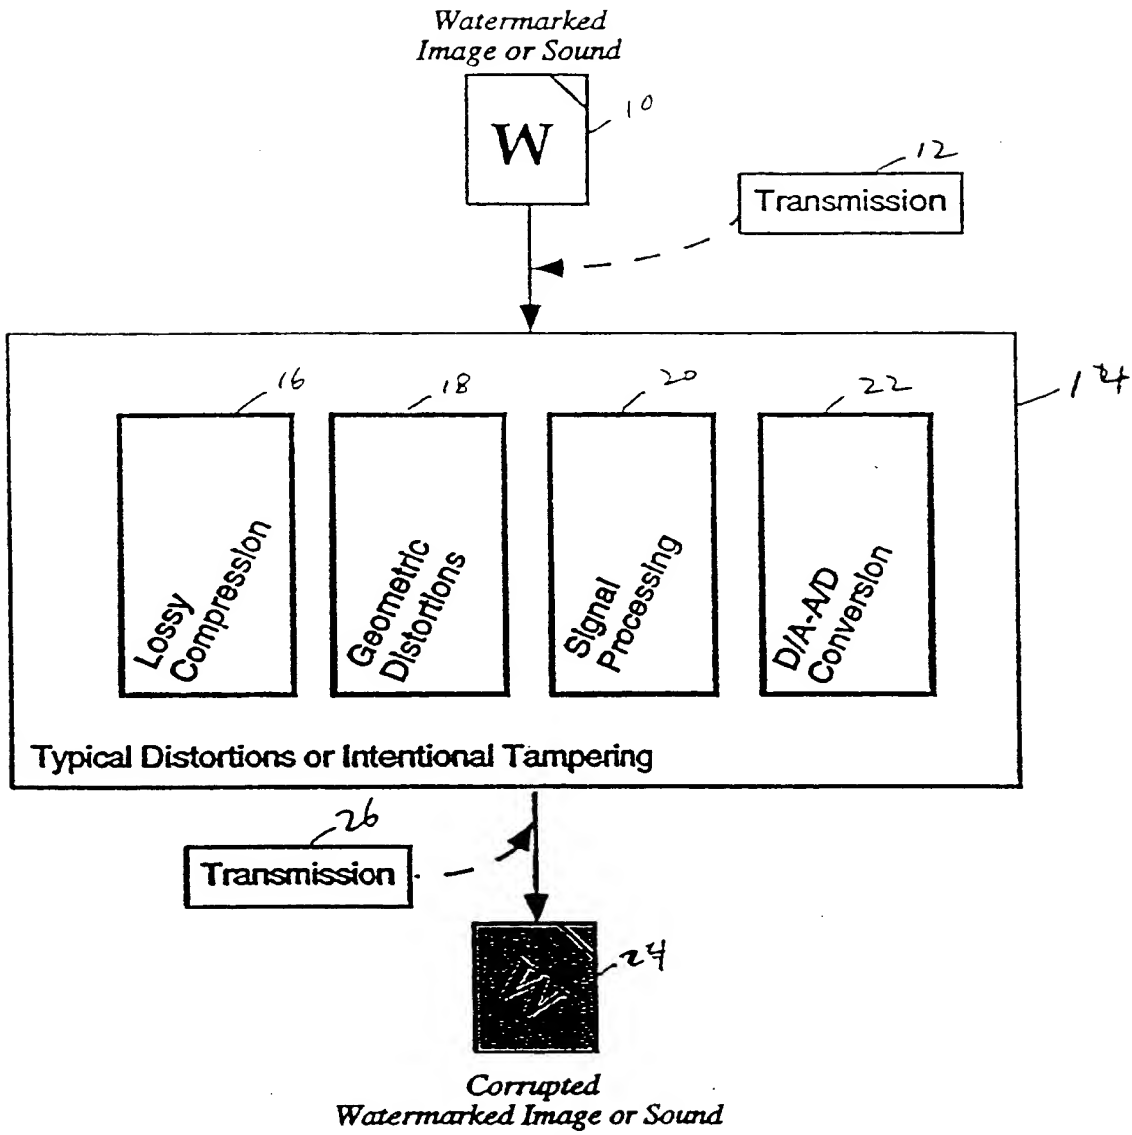 Watermarked
Image or Sound
10
W
12
Transmission
16
18
20
22
14
Lossy
Compression
Geometric
Distortions
Signal
Processing
D/A-A/D
Conversion
Typical Distortions or Intentional Tampering
26
Transmission
24
W
Corrupted
Watermarked Image or Sound